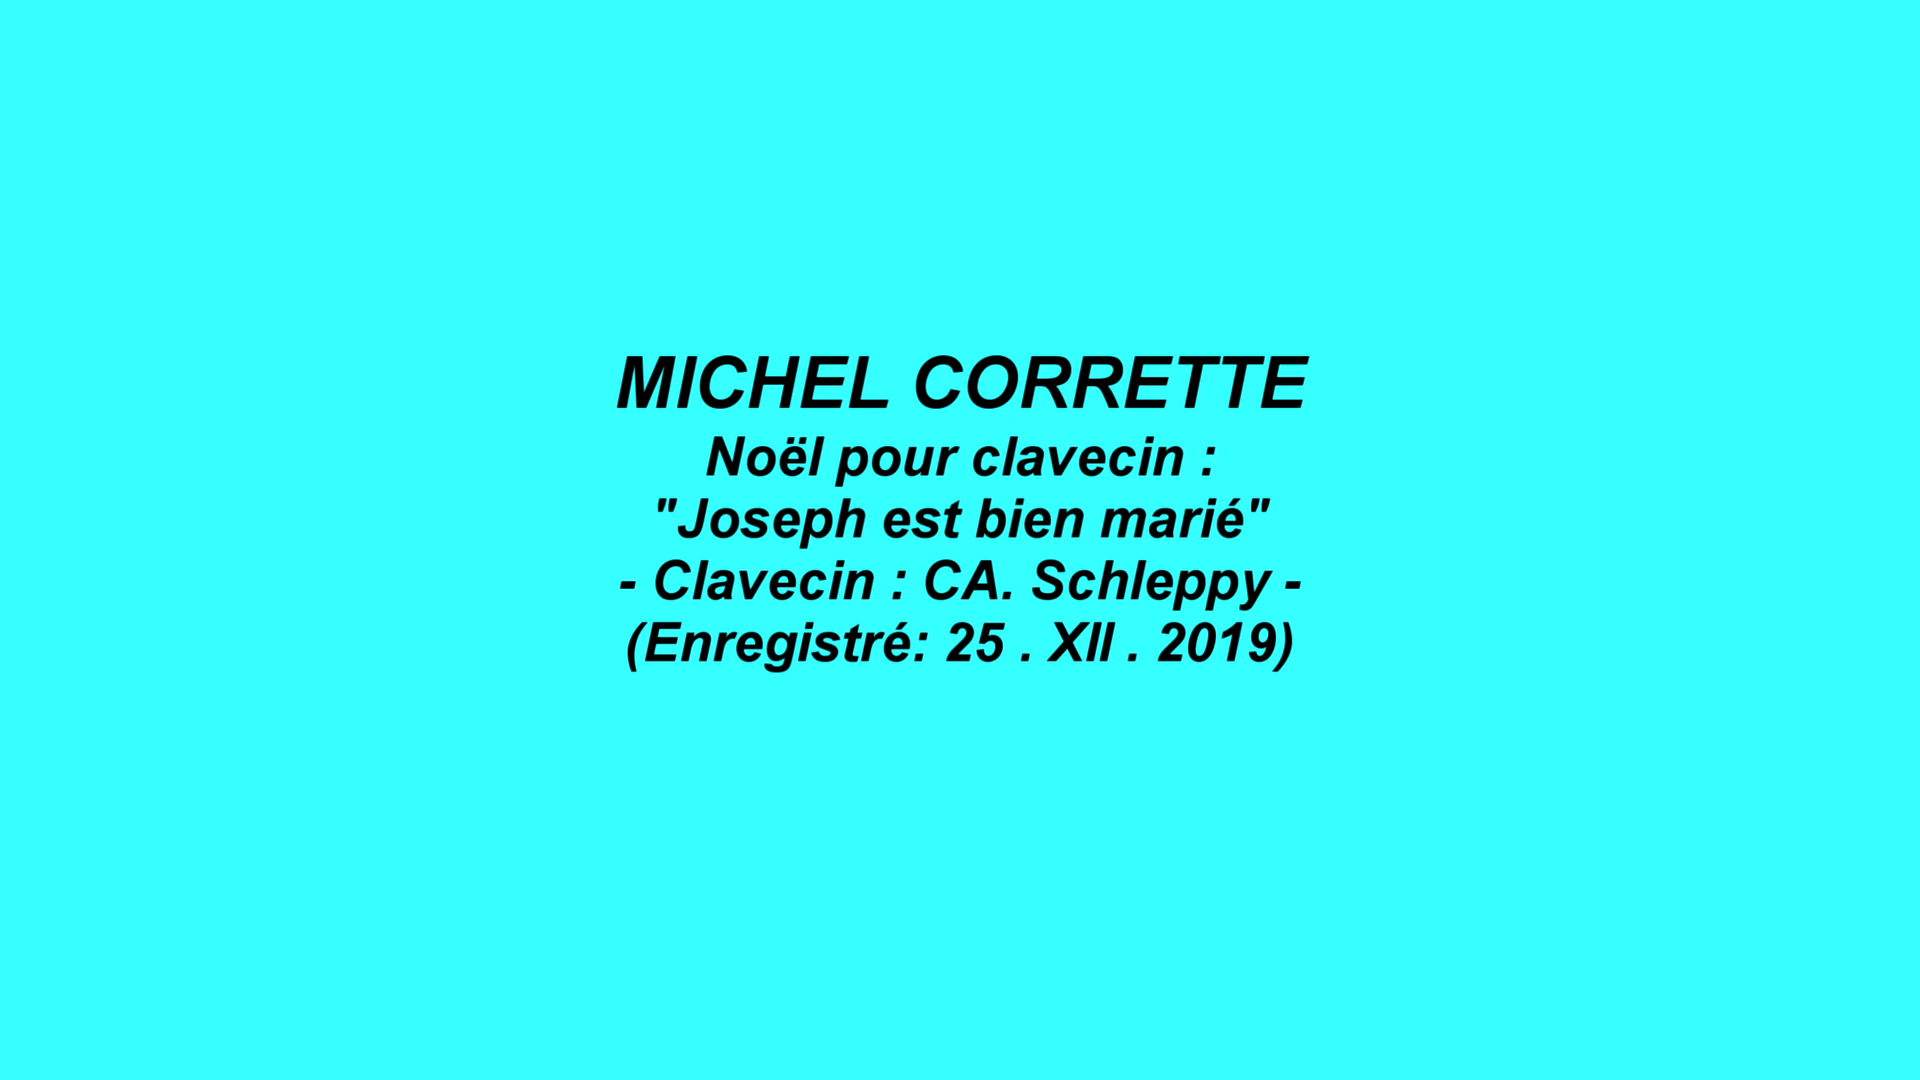 MICHEL CORRETTE
Noël pour clavecin :
"Joseph est bien marié"
- Clavecin : CA. Schleppy -
(Enregistré: 25 . XII . 2019)